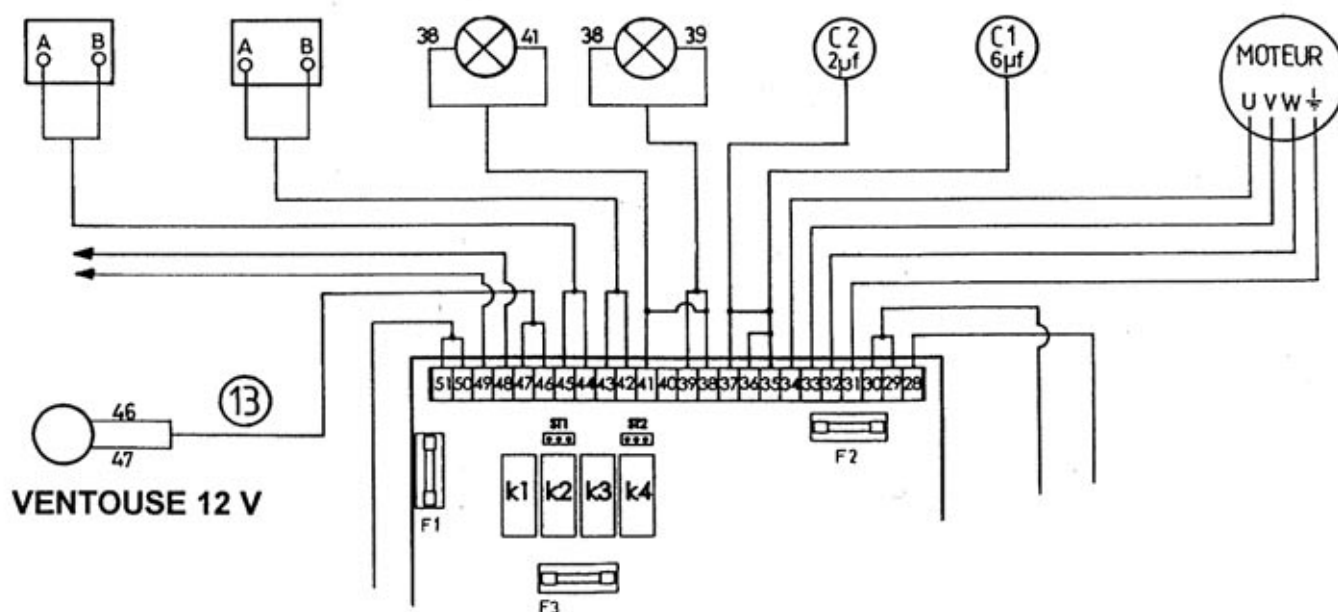 A B
A B
38 41
38 39
C2
2µf
C1
6µf
MOTEUR
U V W
51 50 49 48 47 46 45 44 43 42 41 40 39 38 37 36 35 34 33 32 31 30 29 28
13
46
47
VENTOUSE 12 V
ST1 ST2
F2
k1 k2 k3 k4
F1
F3